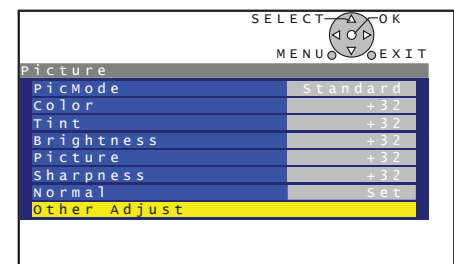 SELECT OK
MENU EXIT
Picture
PicMode Standard
Color +32
Tint +32
Brightness +32
Picture +32
Sharpness +32
Normal Set
Other Adjust